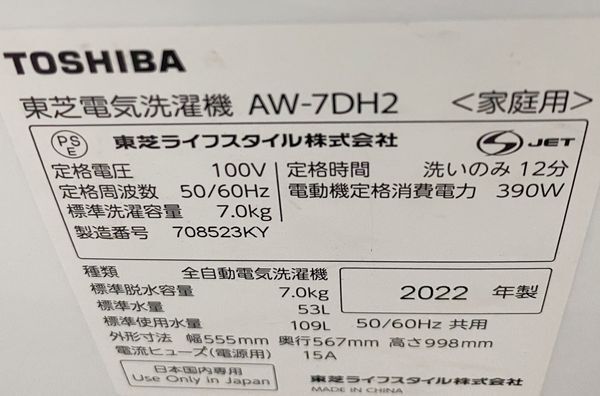 TOSHIBA
東芝電気洗濯機 AW-7DH2 <家庭用>
PSE 東芝ライフスタイル株式会社 S JET
定格電圧 100V 定格時間 洗いのみ 12分
定格周波数 50/60Hz 電動機定格消費電力 390W
標準洗濯容量 7.0kg
製造番号 708523KY
種類 全自動電気洗濯機
標準脱水容量 7.0kg 2022 年製
標準水量 53L
標準使用水量 109L 50/60Hz 共用
外形寸法 幅555mm 奥行567mm 高さ998mm
電流ヒューズ(電源用) 15A
日本国内専用
Use Only in Japan
東芝ライフスタイル株式会社
MADE IN CHINA